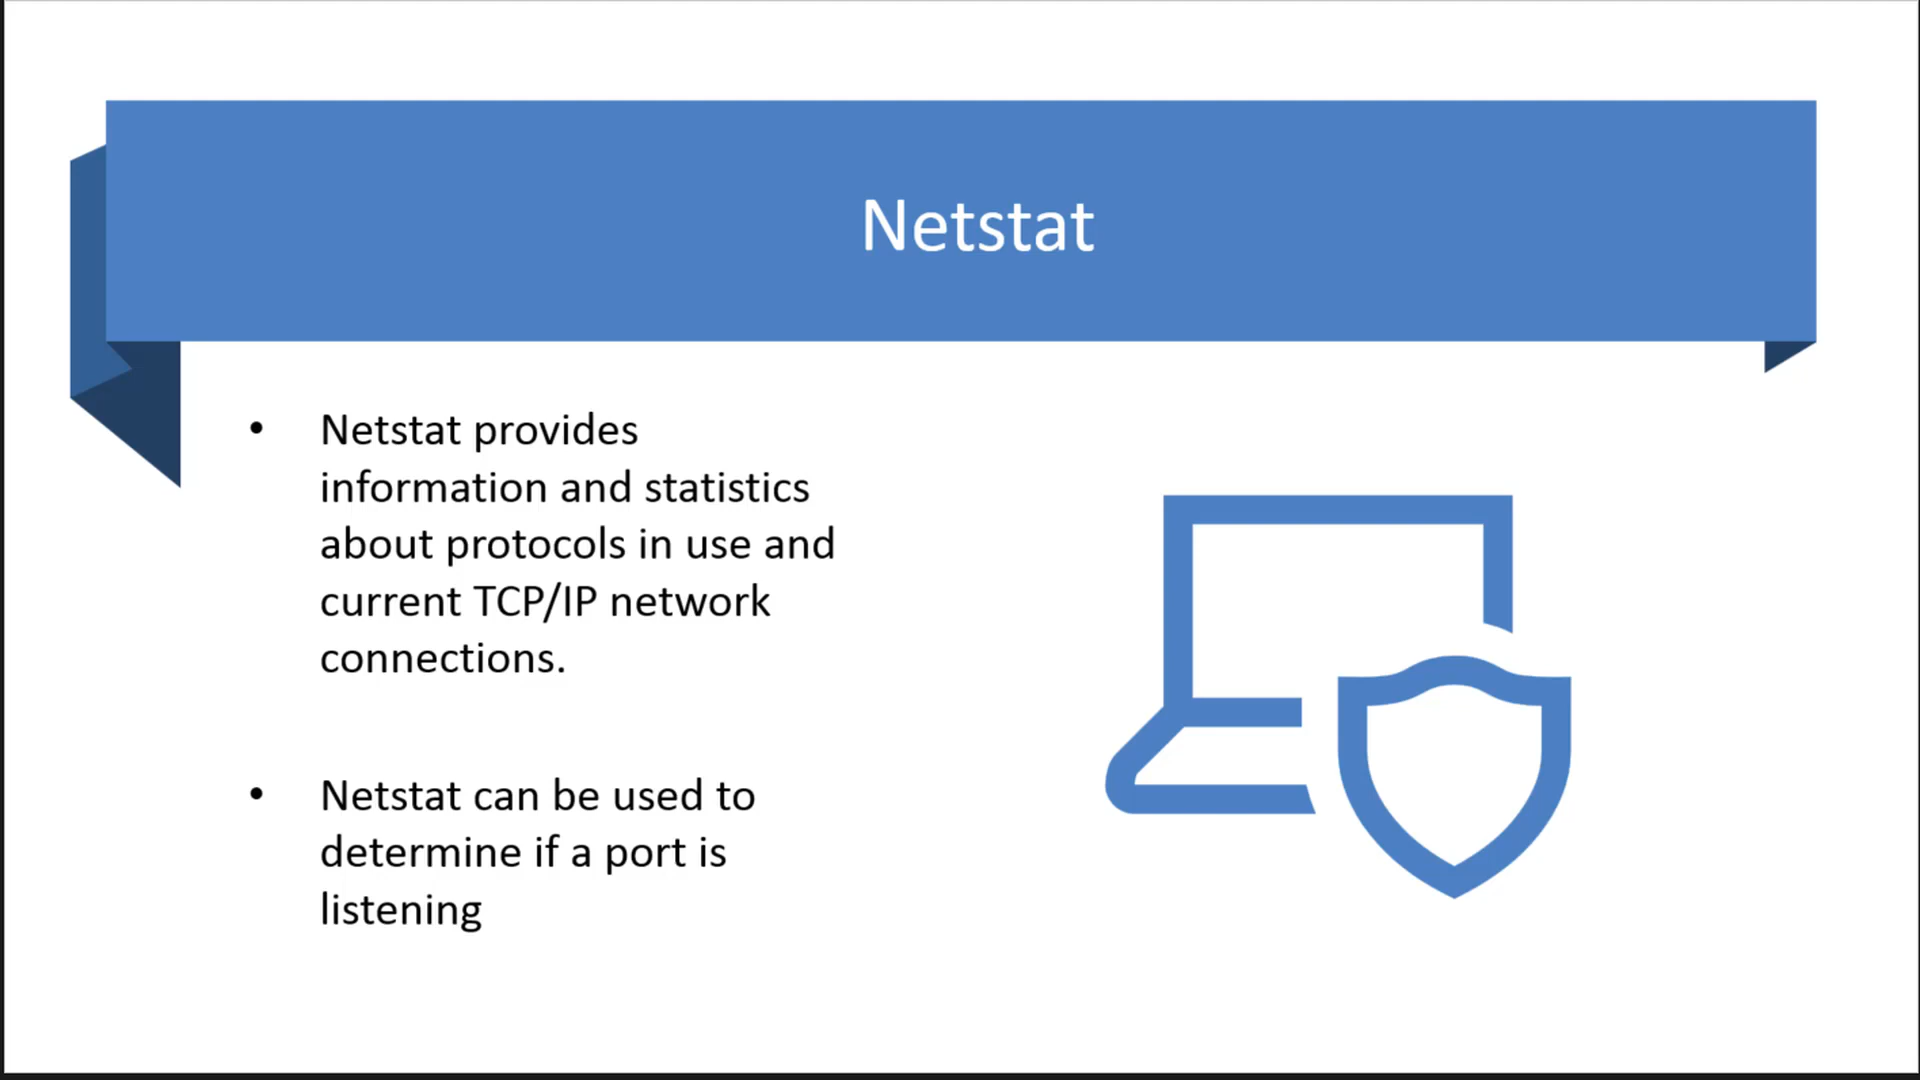 Netstat
• Netstat provides
information and statistics
about protocols in use and
current TCP/IP network
connections.
• Netstat can be used to
determine if a port is
listening